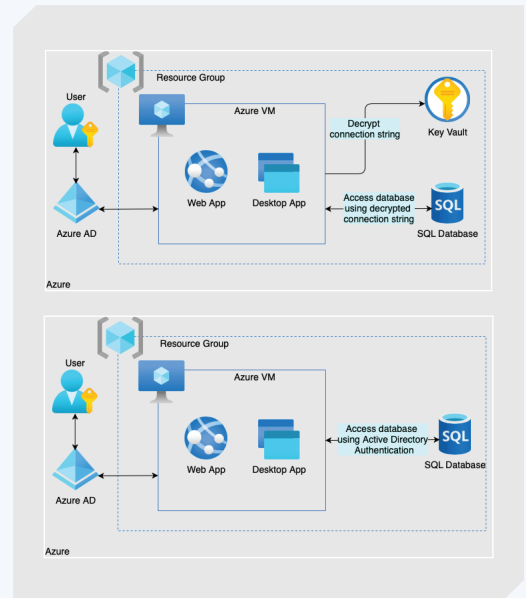 Resource Group
User
Azure VM
Decrypt
connection string
Key Vault
Web App
Desktop App
Access database
using decrypted
connection string
SQL
SQL Database
Azure AD
Azure
Resource Group
User
Azure VM
Web App
Desktop App
Access database
using Active Directory
Authentication
SQL
SQL Database
Azure AD
Azure